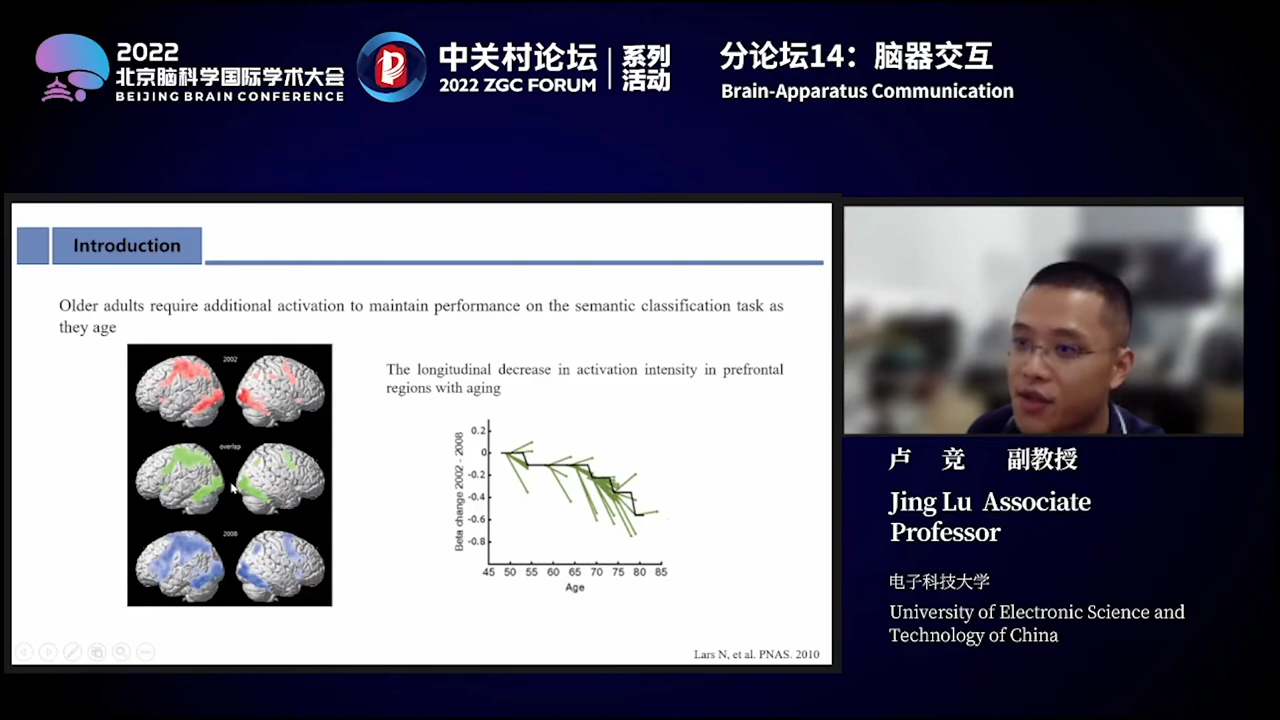 2022
北京脑科学国际学术大会
BEIJING BRAIN CONFERENCE
中关村论坛
2022 ZGC FORUM
系列
活动
分论坛14：脑器交互
Brain-Apparatus Communication
Introduction
Older adults require additional activation to maintain performance on the semantic classification task as
they age
2002
overlap
2008
The longitudinal decrease in activation intensity in prefrontal
regions with aging
Beta change 2002 - 2008
0.2
0
-0.2
-0.4
-0.6
-0.8
45 50 55 60 65 70 75 80 85
Age
Lars N, et al. PNAS. 2010
卢 竞 副教授
Jing Lu Associate
Professor
电子科技大学
University of Electronic Science and
Technology of China